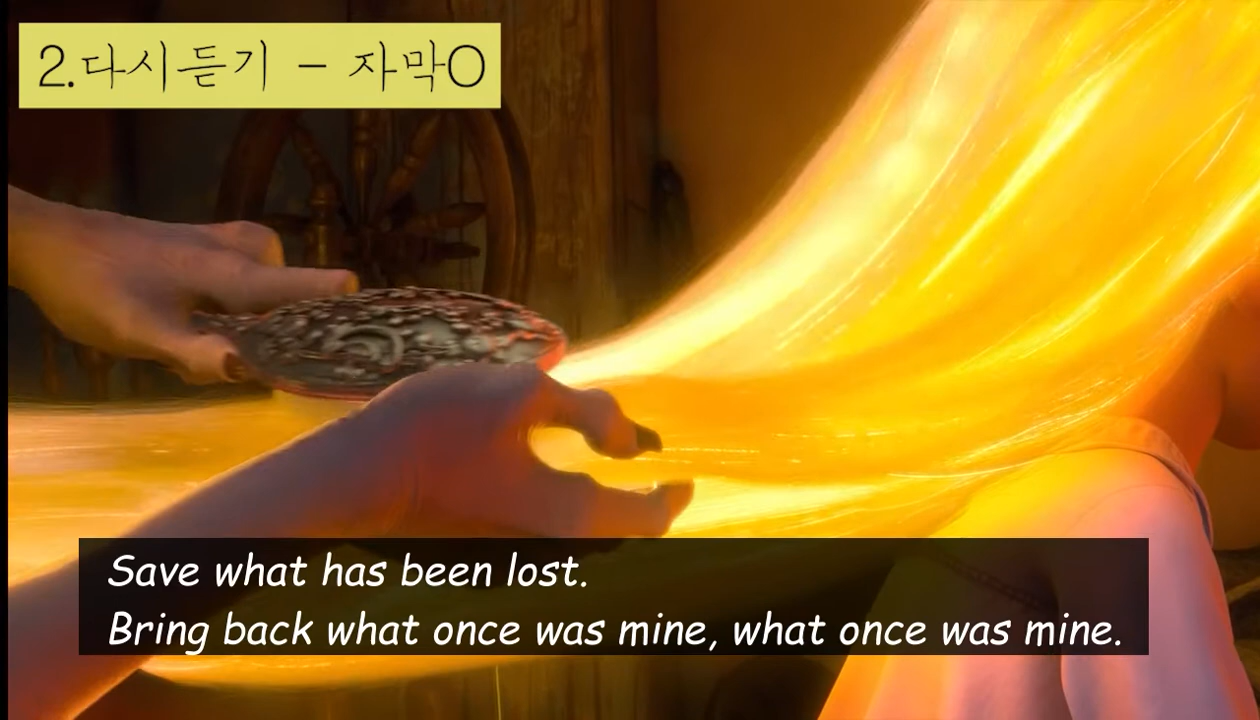 2.다시듣기 - 자막O
Save what has been lost.
Bring back what once was mine, what once was mine.